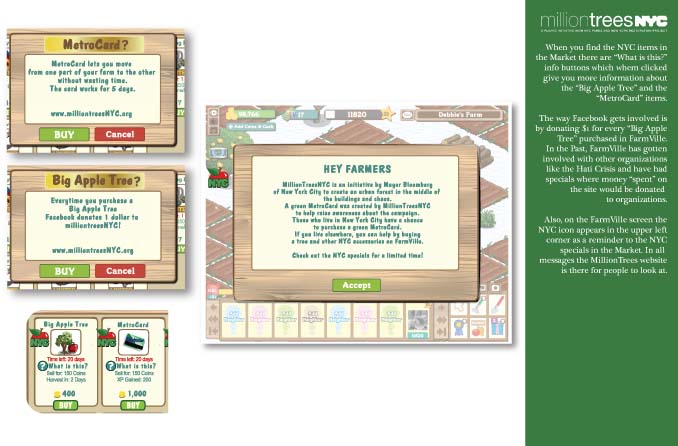 MetroCard?
MetroCard lets you move
from one part of your farm to the other
without wasting time.
The card works for 5 days.
www.milliontreesNYC.org
BUY
Cancel
Big Apple Tree?
Everytime you purchase a
Big Apple Tree
Facebook donates 1 dollar to
milliontreesNYC!
www.milliontreesNYC.org
BUY
Cancel
Big Apple Tree
NYC
Time left: 20 days
What is this?
Sell for: 150 Coins
Harvest in: 2 Days
400
BUY
MetroCard
NYC
Time left: 20 days
What is this?
Sell for: 150 Coins
XP Gained: 200
1,000
BUY
98,766
17
11820
Debbie's Farm
Add Coins & Cash
NYC
HEY FARMERS
MillionTreesNYC is an initiative by Mayor Bloomberg
of New York City to create an urban forest in the middle of
the buildings and chaos.
A green MetroCard was created by MillionTreesNYC
to help raise awareness about the campaign.
Those who live in New York City have a chance
to purchase a green MetroCard.
If you live elsewhere, you can help by buying
a tree and other NYC accessories on FarmVille.
Check out the NYC specials for a limited time!
Accept
milliontreesNYC
When you find the NYC items in
the Market there are "What is this?"
info buttons which whem clicked
give you more information about
the "Big Apple Tree" and the
"MetroCard" items.
The way Facebook gets involved is
by donating $1 for every "Big Apple
Tree" purchased in FarmVille.
In the Past, FarmVille has gotten
involved with other organizations
like the Hati Crisis and have had
specials where money "spent" on
the site would be donated
to organizations.
Also, on the FarmVille screen the
NYC icon appears in the upper left
corner as a reminder to the NYC
specials in the Market. In all
messages the MillionTrees website
is there for people to look at.